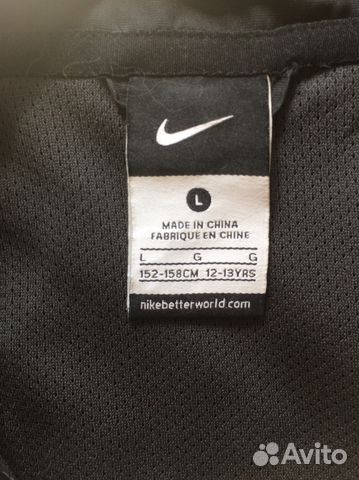 L
MADE IN CHINA
FABRIQUE EN CHINE
L G G
152-158CM 12-13YRS
nikebetterworld.com
Avito